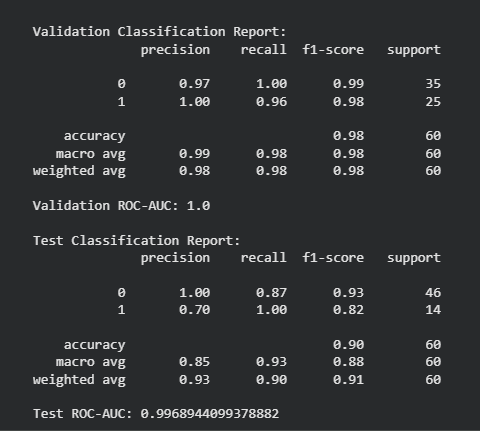 Validation Classification Report:
precision recall f1-score support
0 0.97 1.00 0.99 35
1 1.00 0.96 0.98 25
accuracy 0.98 60
macro avg 0.99 0.98 0.98 60
weighted avg 0.98 0.98 0.98 60
Validation ROC-AUC: 1.0
Test Classification Report:
precision recall f1-score support
0 1.00 0.87 0.93 46
1 0.70 1.00 0.82 14
accuracy 0.90 60
macro avg 0.85 0.93 0.88 60
weighted avg 0.93 0.90 0.91 60
Test ROC-AUC: 0.9968944099378882